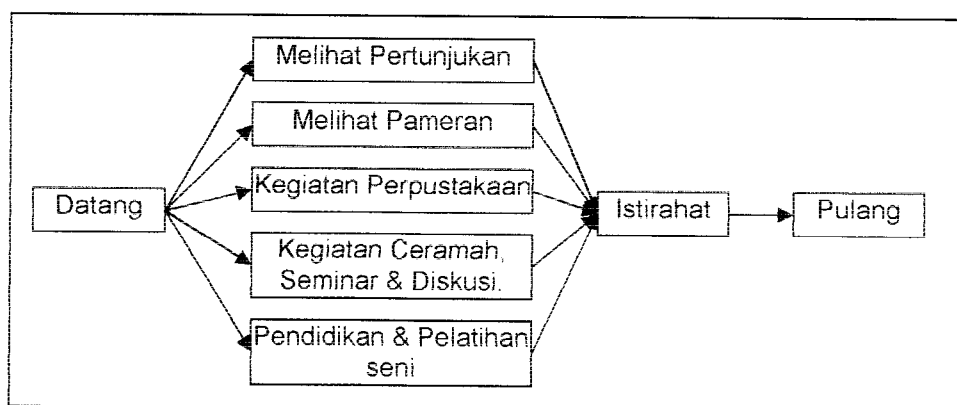 Datang
Melihat Pertunjukan
Melihat Pameran
Kegiatan Perpustakaan
Kegiatan Ceramah,
Seminar & Diskusi.
Pendidikan & Pelatihan
seni
Istirahat
Pulang